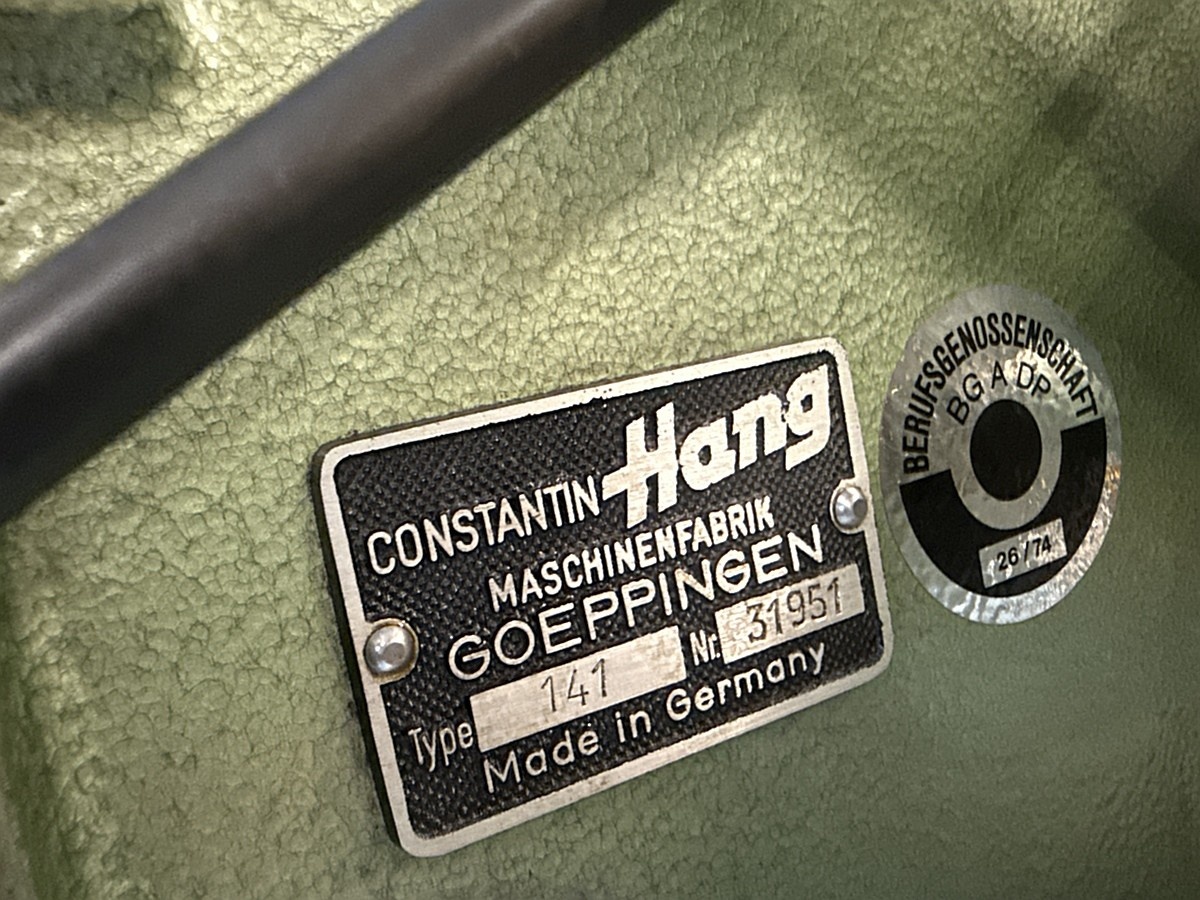 CONSTANTIN Hang
MASCHINENFABRIK
GOEPPINGEN
Type 141 Nr. 31951
Made in Germany
BERUFSGENOSSENSCHAFT
BG A DP
26/74